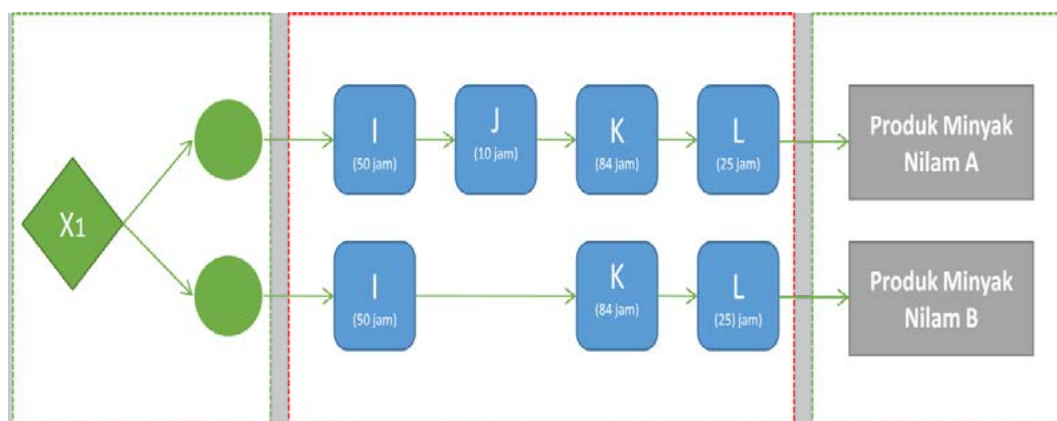 X1
I
(50 jam)
J
(10 jam)
K
(84 jam)
L
(25 jam)
Produk Minyak
Nilam A
I
(50 jam)
K
(84 jam)
L
(25) jam)
Produk Minyak
Nilam B